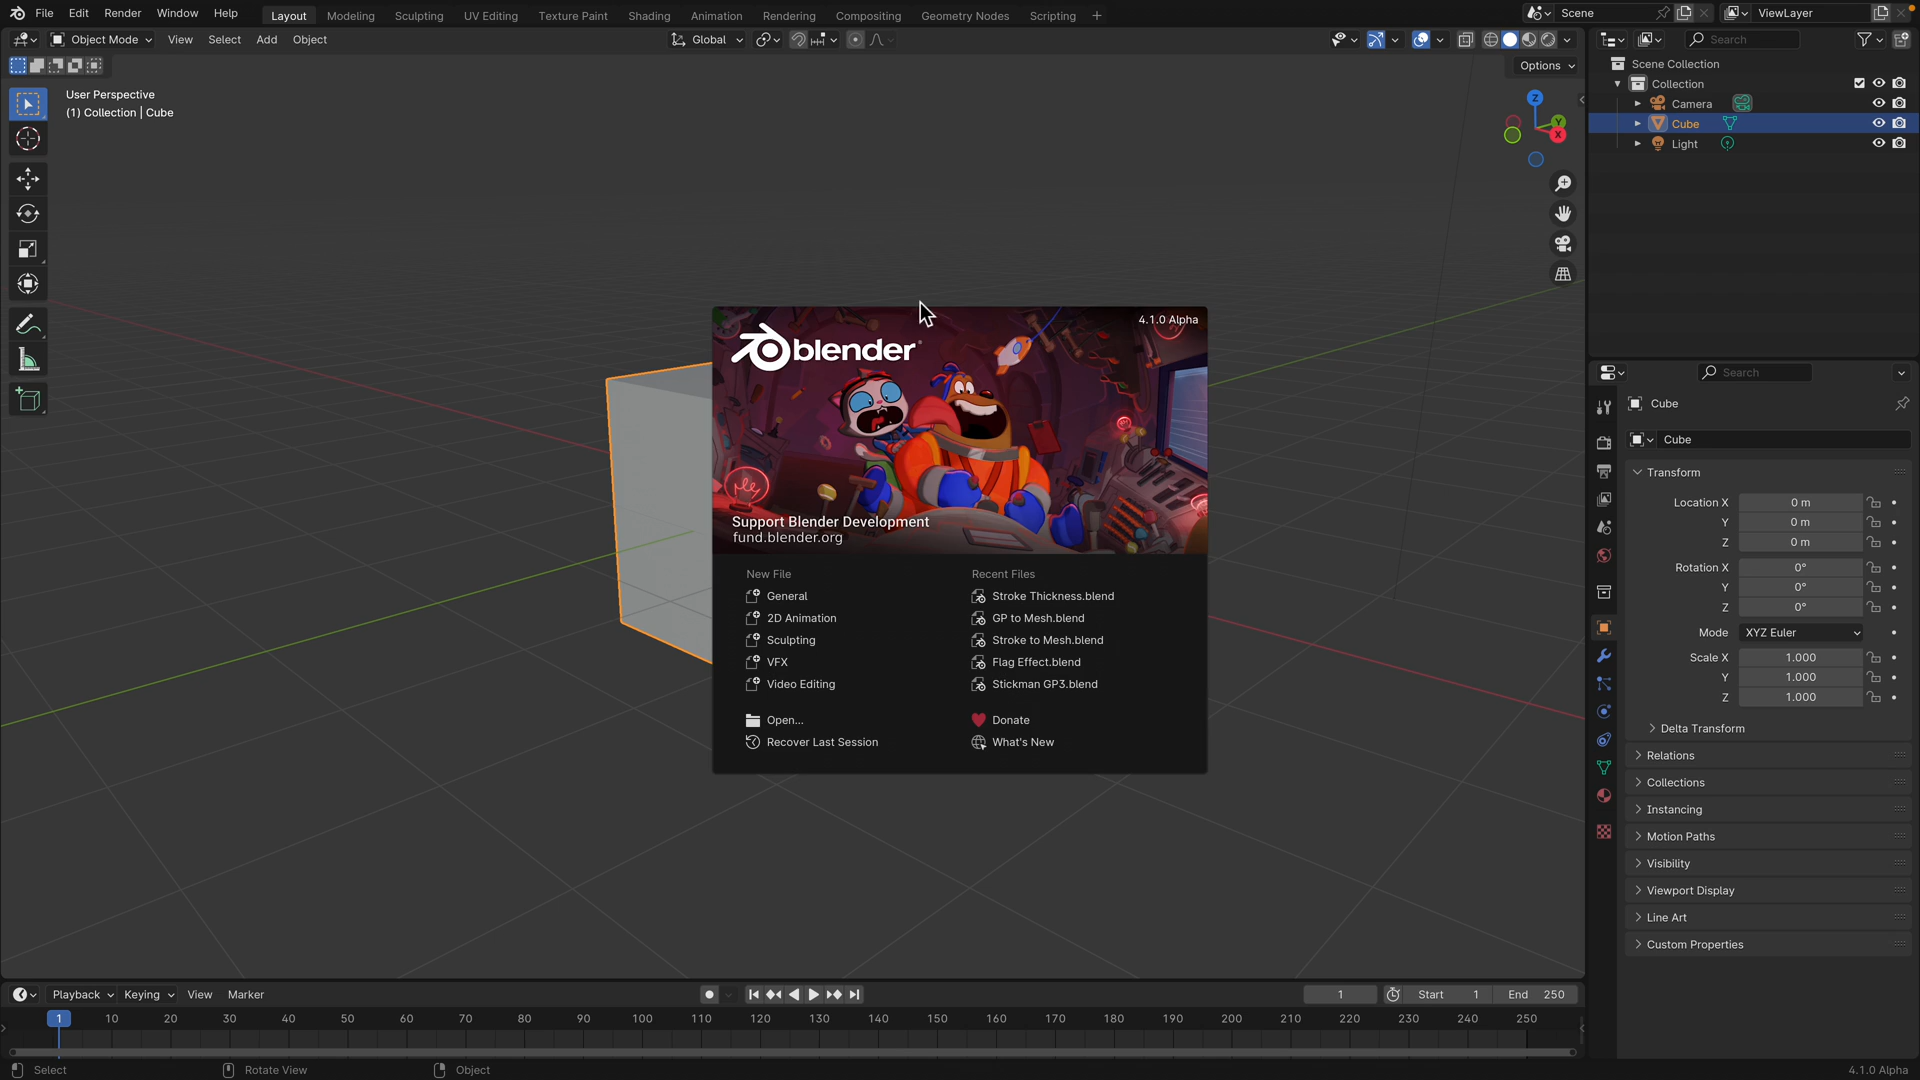 File Edit Render Window Help Layout Modeling Sculpting UV Editing Texture Paint Shading Animation Rendering Compositing Geometry Nodes Scripting + Scene ViewLayer
Object Mode View Select Add Object Global Search
Options
User Perspective
(1) Collection | Cube
Z
Y
X
Scene Collection
Collection
Camera
Cube
Light
blender
4.1.0 Alpha
Support Blender Development
fund.blender.org
New File
General
2D Animation
Sculpting
VFX
Video Editing
Open...
Recover Last Session
Recent Files
Stroke Thickness.blend
GP to Mesh.blend
Stroke to Mesh.blend
Flag Effect.blend
Stickman GP3.blend
Donate
What's New
Search
Cube
Cube
Transform
Location X 0 m
Y 0 m
Z 0 m
Rotation X 0°
Y 0°
Z 0°
Mode XYZ Euler
Scale X 1.000
Y 1.000
Z 1.000
Delta Transform
Relations
Collections
Instancing
Motion Paths
Visibility
Viewport Display
Line Art
Custom Properties
Playback Keying View Marker 1 Start 1 End 250
1 10 20 30 40 50 60 70 80 90 100 110 120 130 140 150 160 170 180 190 200 210 220 230 240 250
Select Rotate View Object 4.1.0 Alpha